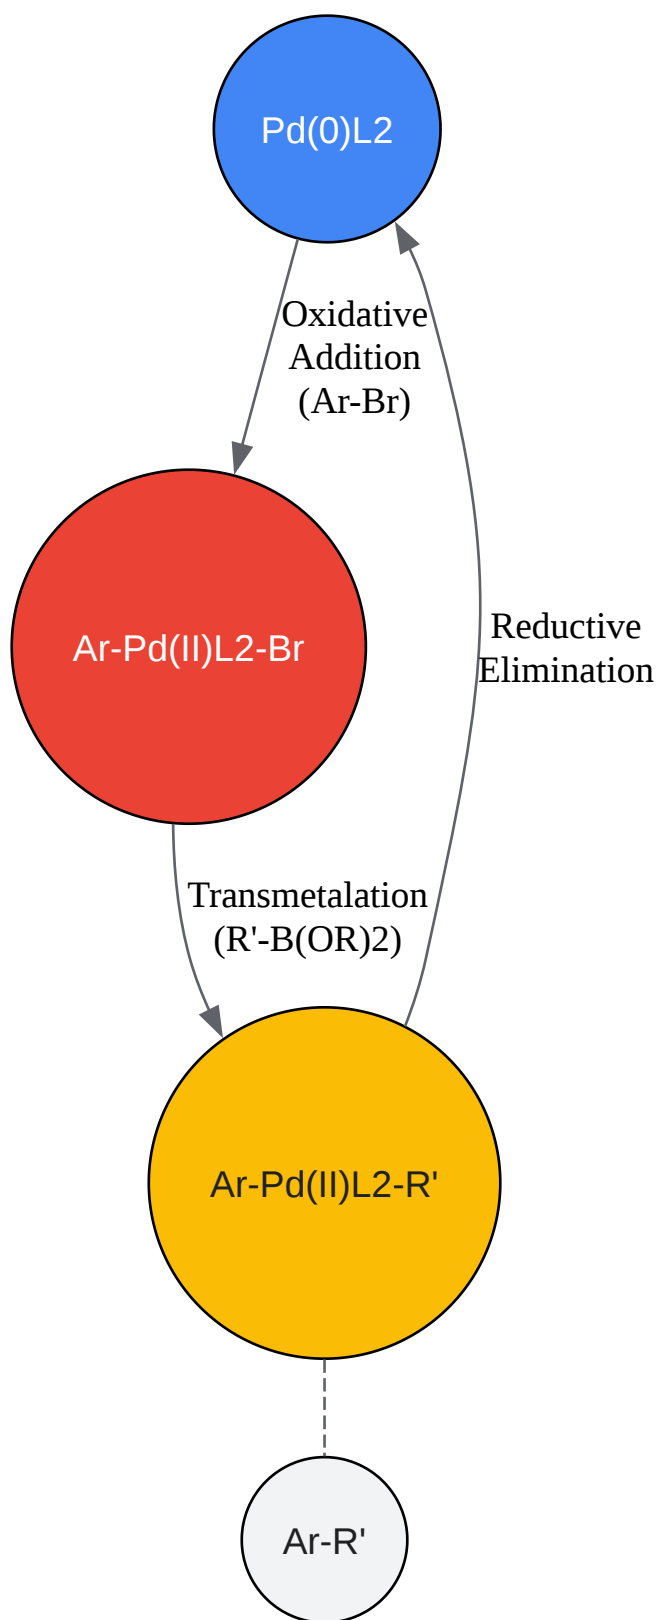 Pd(0)L2
Oxidative
Addition
(Ar-Br)
Ar-Pd(II)L2-Br
Reductive
Elimination
Transmetalation
(R'-B(OR)2)
Ar-Pd(II)L2-R'
Ar-R'